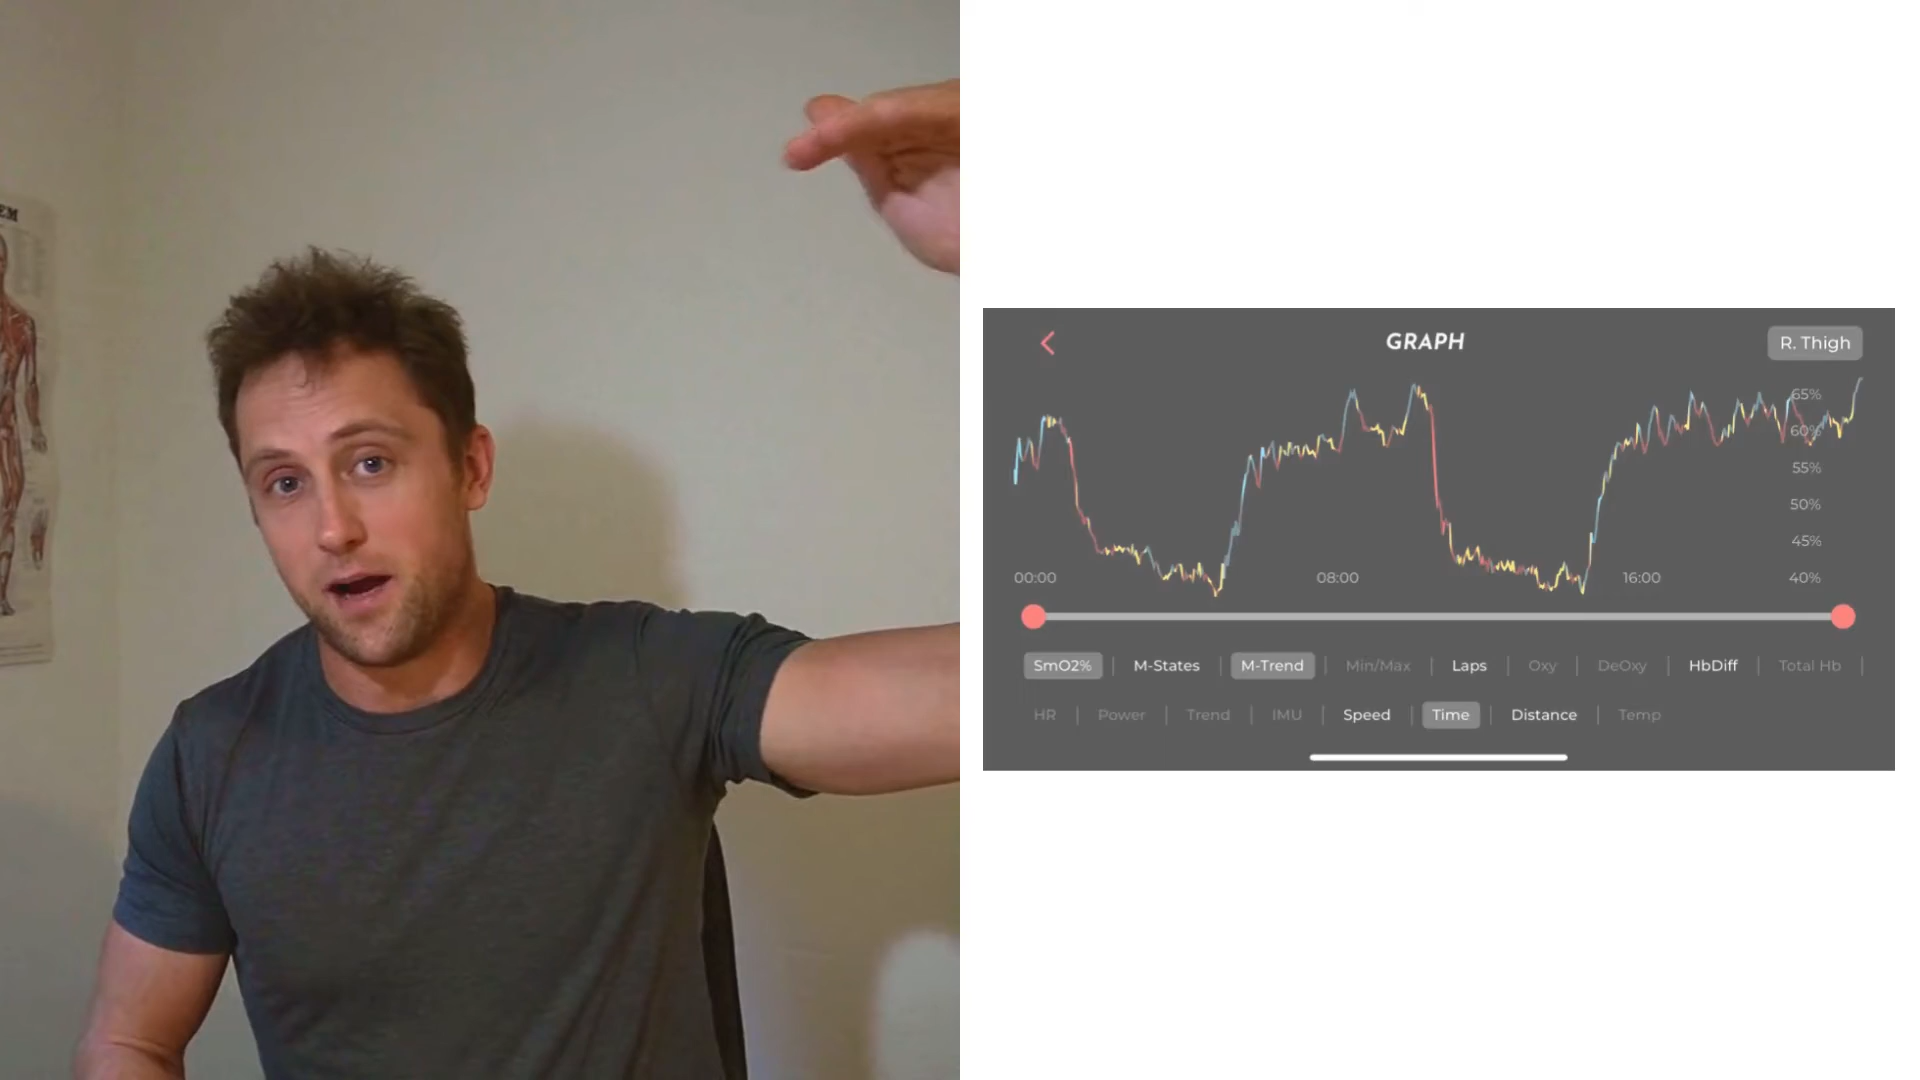 EM
GRAPH
R. Thigh
65%
60%
55%
50%
45%
00:00 08:00 16:00 40%
SmO2% M-States M-Trend Min/Max Laps Oxy DeOxy HbDiff Total Hb
HR Power Trend IMU Speed Time Distance Temp